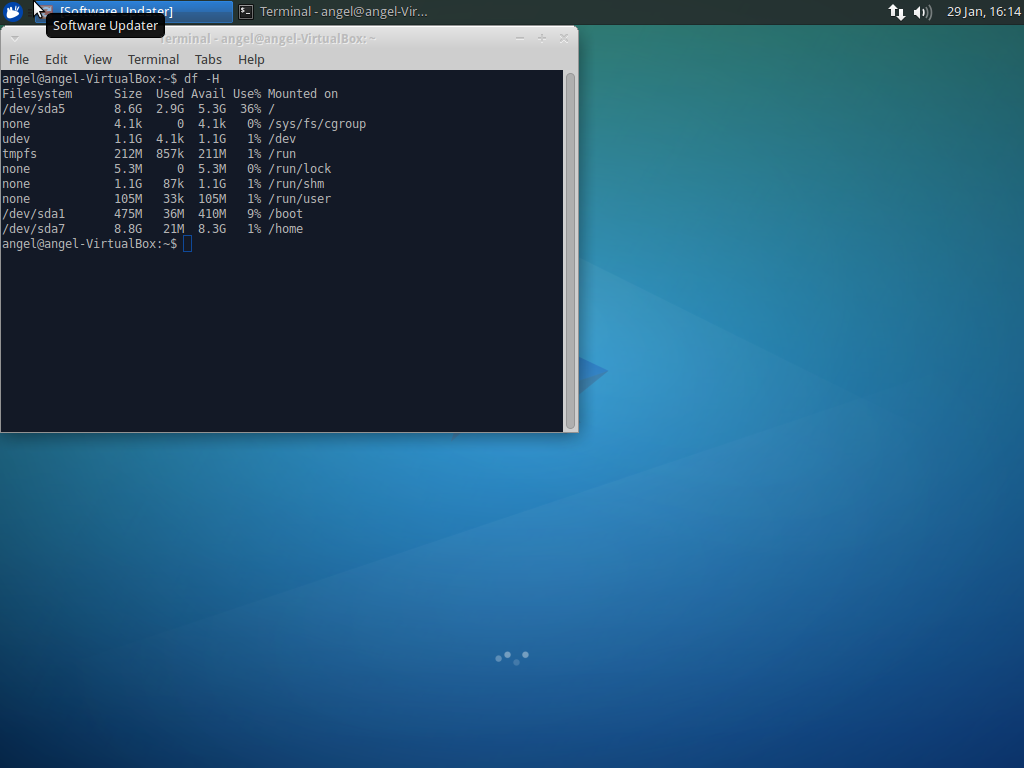 [Software Updater]
Terminal - angel@angel-Vir...
29 Jan, 16:14
Software Updater
Terminal - angel@angel-VirtualBox: ~
File Edit View Terminal Tabs Help
angel@angel-VirtualBox:~$ df -H
Filesystem Size Used Avail Use% Mounted on
/dev/sda5 8.6G 2.9G 5.3G 36% /
none 4.1k 0 4.1k 0% /sys/fs/cgroup
udev 1.1G 4.1k 1.1G 1% /dev
tmpfs 212M 857k 211M 1% /run
none 5.3M 0 5.3M 0% /run/lock
none 1.1G 87k 1.1G 1% /run/shm
none 105M 33k 105M 1% /run/user
/dev/sda1 475M 36M 410M 9% /boot
/dev/sda7 8.8G 21M 8.3G 1% /home
angel@angel-VirtualBox:~$